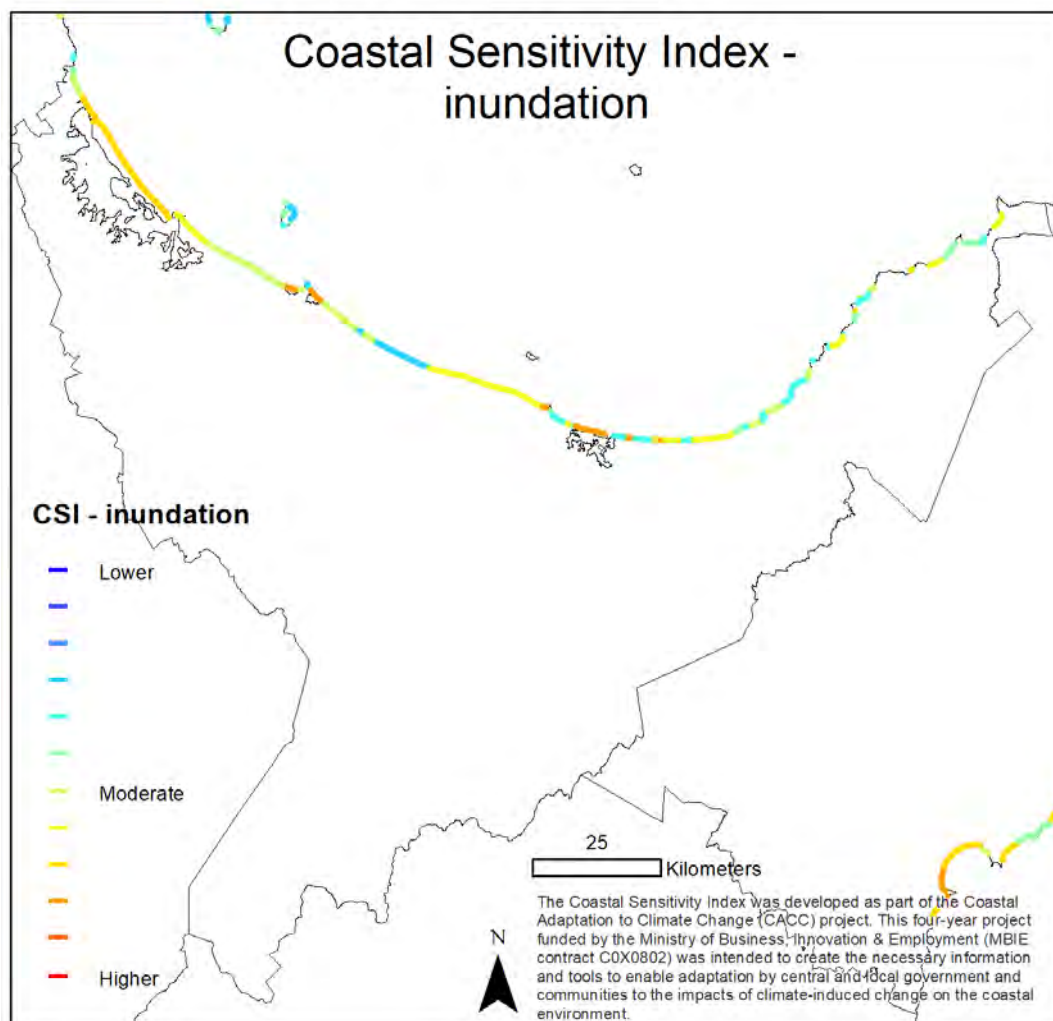 Coastal Sensitivity Index -
inundation
CSI - inundation
Lower
Moderate
Higher
25
Kilometers
The Coastal Sensitivity Index was developed as part of the Coastal
Adaptation to Climate Change (CACC) project. This four-year project
funded by the Ministry of Business, Innovation & Employment (MBIE
contract C0X0802) was intended to create the necessary information
and tools to enable adaptation by central and local government and
communities to the impacts of climate-induced change on the coastal
environment.
N